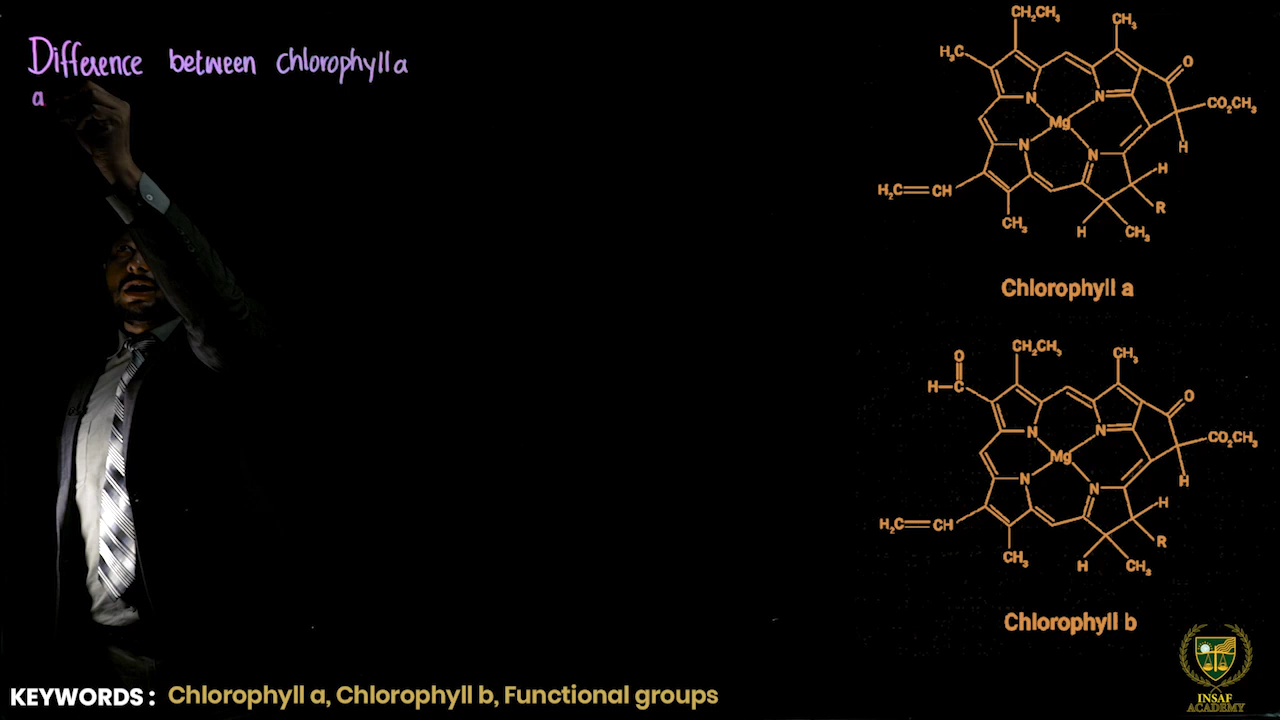 Difference between chlorophyll a
a
CH₂CH₃
CH₃
H₃C
O
N
N
Mg
CO₂CH₃
H
N
N
H
H₂C
CH
R
CH₃
H
CH₃
Chlorophyll a
O
CH₂CH₃
CH₃
H
C
O
N
N
Mg
CO₂CH₃
H
N
N
H
H₂C
CH
R
CH₃
H
CH₃
Chlorophyll b
KEYWORDS : Chlorophyll a, Chlorophyll b, Functional groups
INSAF
ACADEMY